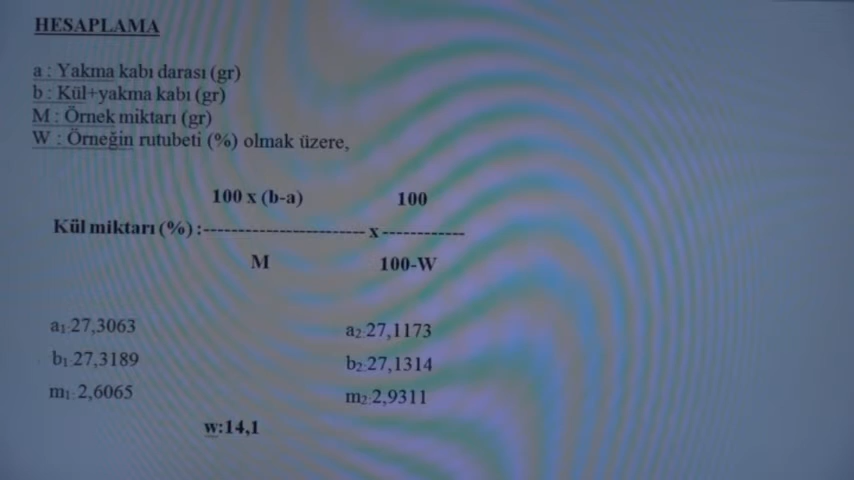 HESAPLAMA
a : Yakma kabı darası (gr)
b : Kül+yakma kabı (gr)
M : Örnek miktarı (gr)
W : Örneğin rutubeti (%) olmak üzere,
100 x (b-a) 100
Kül miktarı (%) :----------------------- x ------------
M 100-W
a1:27,3063 a2:27,1173
b1:27,3189 b2:27,1314
m1:2,6065 m2:2,9311
w:14,1